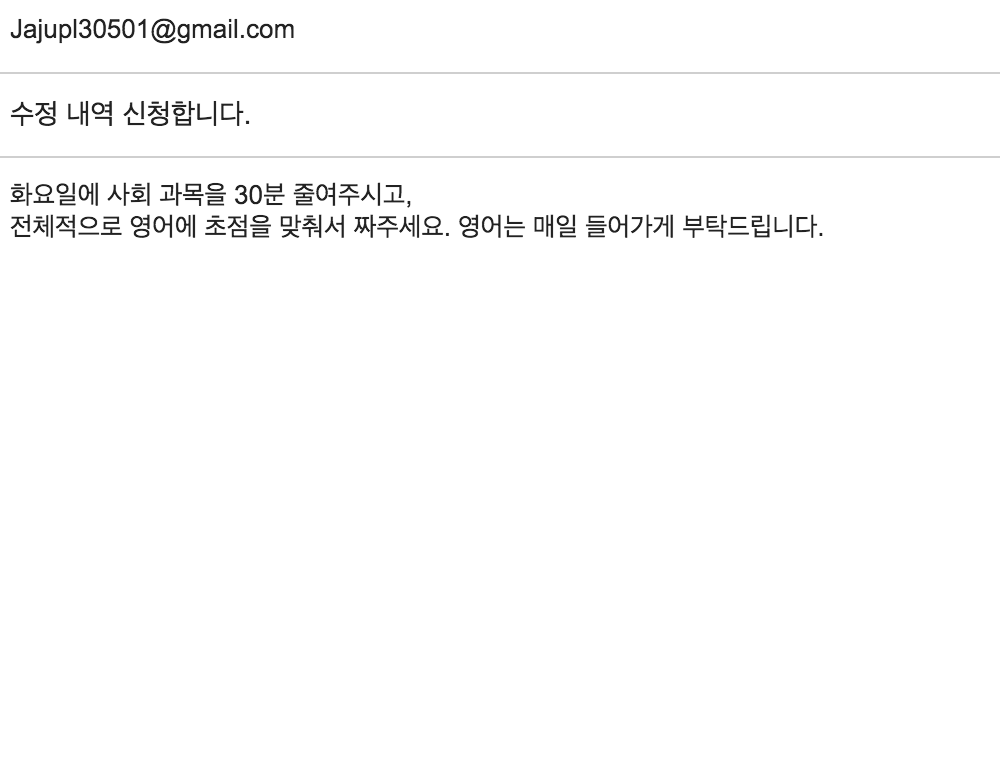 Jajupl30501@gmail.com
수정 내역 신청합니다.
화요일에 사회 과목을 30분 줄여주시고,
전체적으로 영어에 초점을 맞춰서 짜주세요. 영어는 매일 들어가게 부탁드립니다.